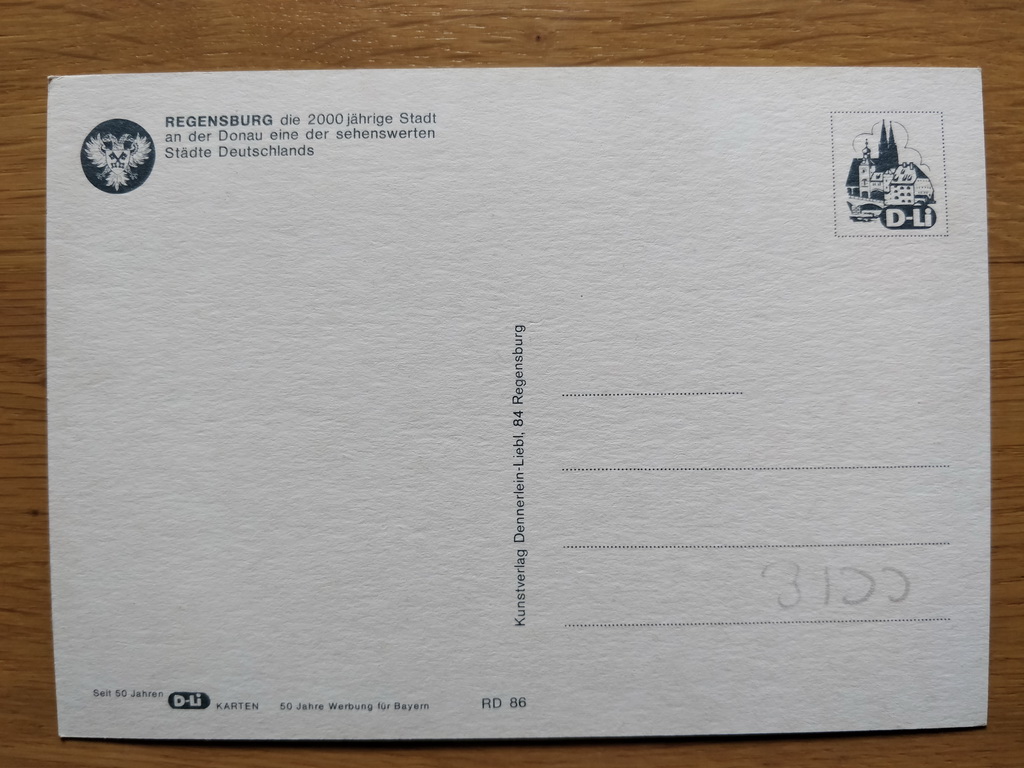 REGENSBURG die 2000 jährige Stadt
an der Donau eine der sehenswerten
Städte Deutschlands
D-Li
Kunstverlag Dennerlein-Liebl, 84 Regensburg
Seit 50 Jahren D-Li KARTEN 50 Jahre Werbung für Bayern
RD 86